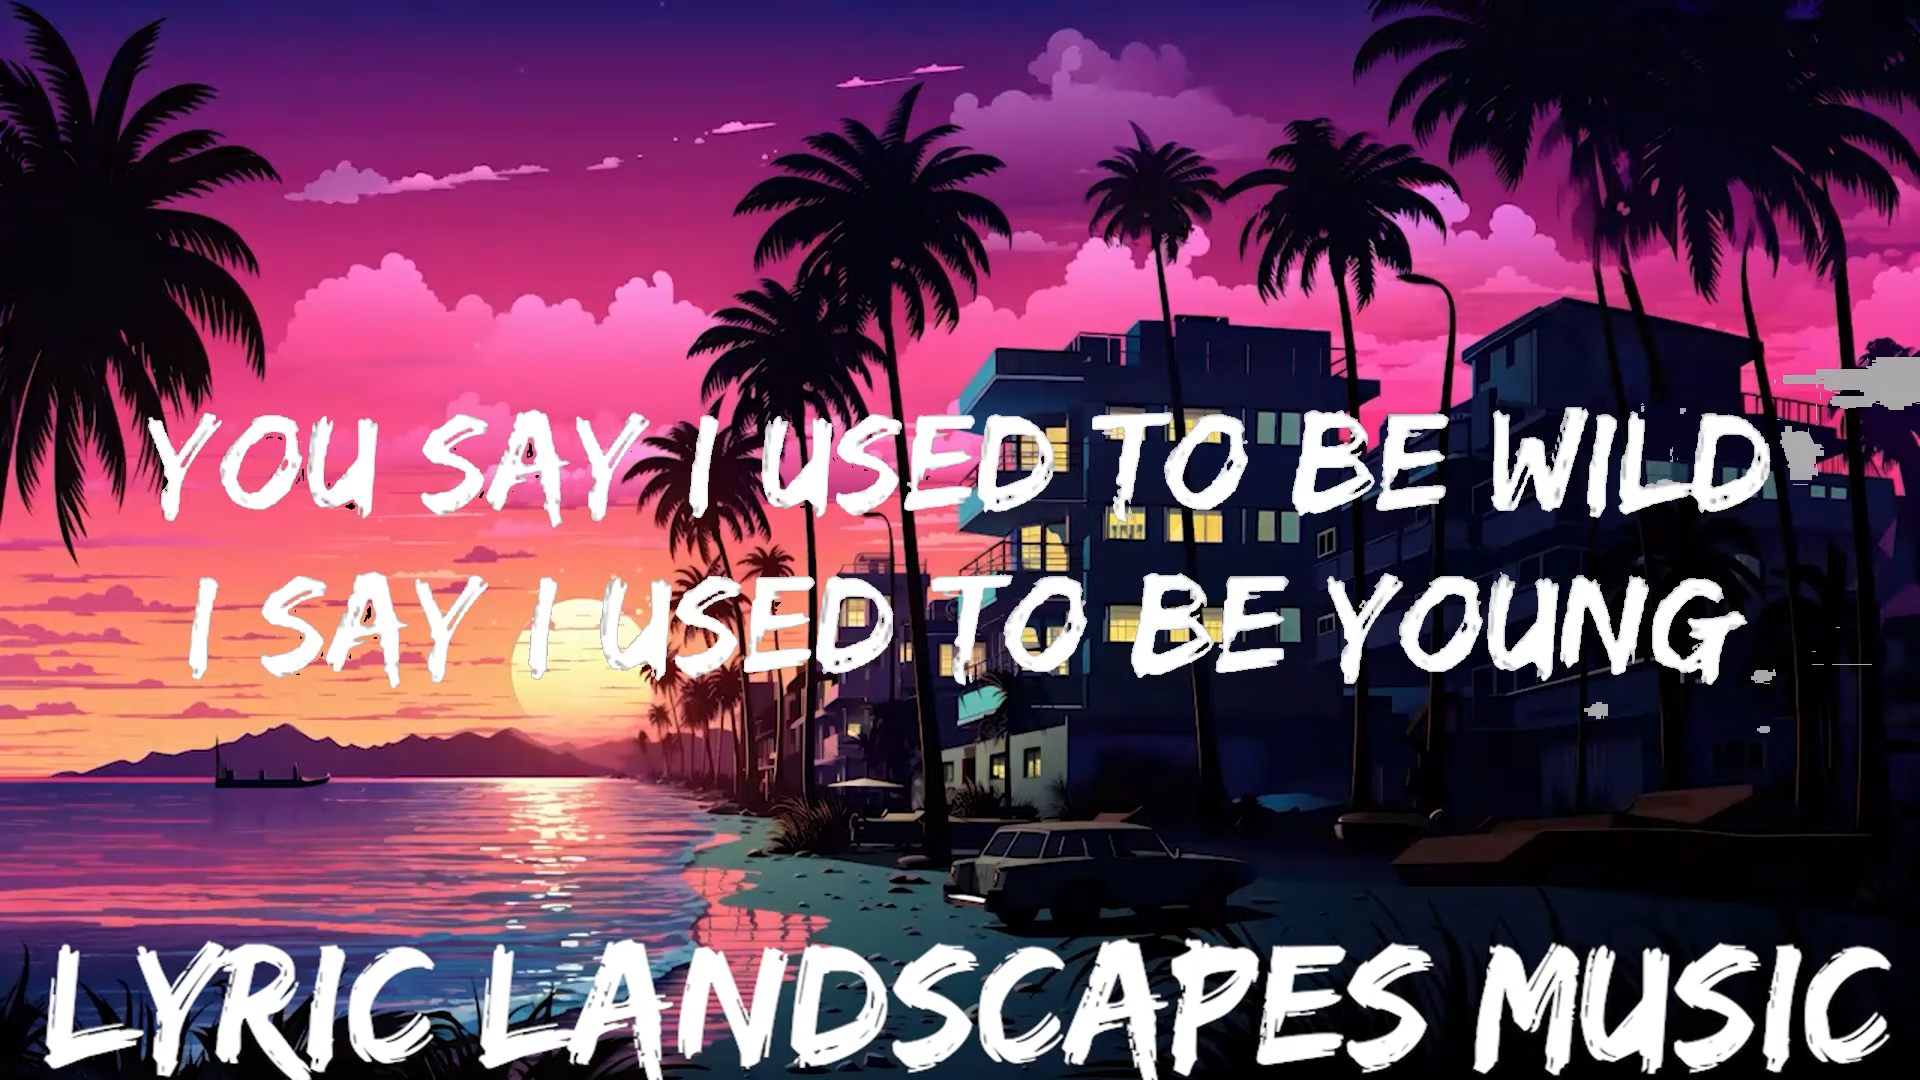 YOU SAY I USED TO BE WILD
I SAY I USED TO BE YOUNG
LYRIC LANDSCAPES MUSIC